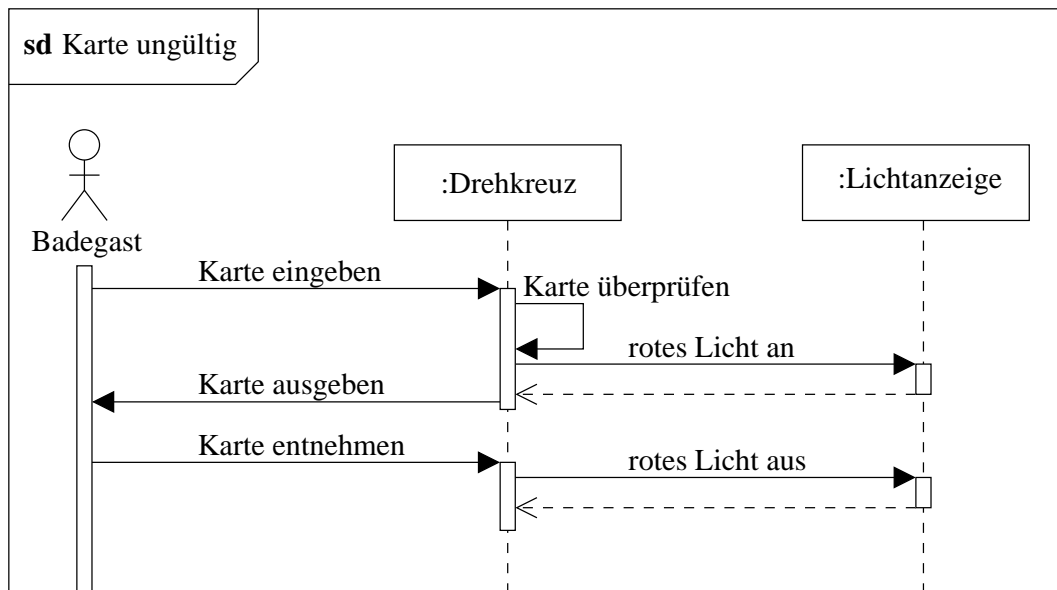 sd Karte ungültig
:Drehkreuz
:Lichtanzeige
Badegast
Karte eingeben
Karte überprüfen
rotes Licht an
Karte ausgeben
Karte entnehmen
rotes Licht aus